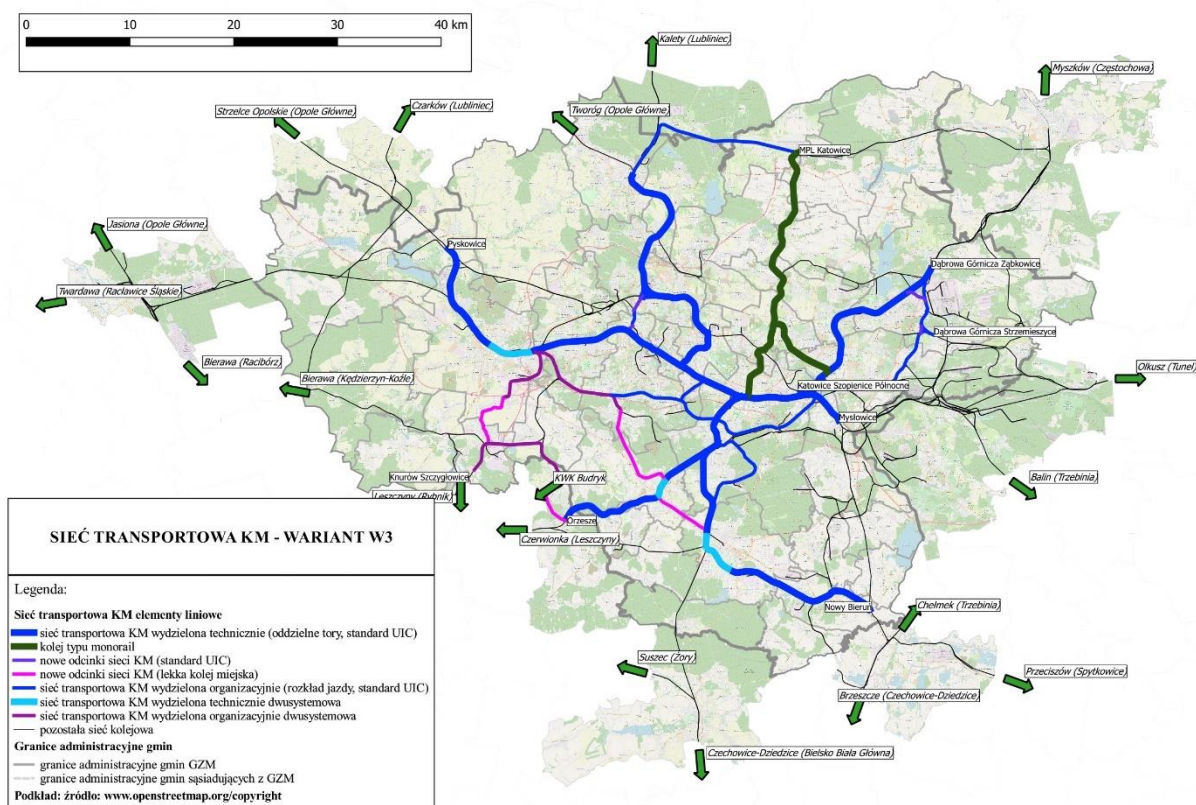 0 10 20 30 40 km
Kalety (Lubliniec)
Myszków (Częstochowa)
Strzelce Opolskie (Opole Główne)
Czarków (Lubliniec)
Tworóg (Opole Główne)
MPL Katowice
Jasiona (Opole Główne)
Pyskowice
Dąbrowa Górnicza Ząbkowice
Twardawa (Racławice Śląskie)
Dąbrowa Górnicza Strzemieszyce
Bierawa (Racibórz)
Bierawa (Kędzierzyn-Koźle)
Olkusz (Tunel)
Katowice Szopienice Północne
Mysłowice
Knurów Szczygłowice
KWK Budryk
Balin (Trzebinia)
Leszczyny (Rybnik)
Orzesze
Czerwionka (Leszczyny)
Nowy Bieruń
Chełmek (Trzebinia)
Suszec (Żory)
Przeciszów (Spytkowice)
Brzeszcze (Czechowice-Dziedzice)
Czechowice-Dziedzice (Bielsko Biała Główna)
SIEĆ TRANSPORTOWA KM - WARIANT W3
Legenda:
Sieć transportowa KM elementy liniowe
sieć transportowa KM wydzielona technicznie (oddzielne tory, standard UIC)
kolej typu monorail
nowe odcinki sieci KM (standard UIC)
nowe odcinki sieci KM (lekka kolej miejska)
sieć transportowa KM wydzielona organizacyjnie (rozkład jazdy, standard UIC)
sieć transportowa KM wydzielona technicznie dwusystemowa
sieć transportowa KM wydzielona organizacyjnie dwusystemowa
pozostała sieć kolejowa
Granice administracyjne gmin
granice administracyjne gmin GZM
granice administracyjne gmin sąsiadujących z GZM
Podkład: źródło: www.openstreetmap.org/copyright